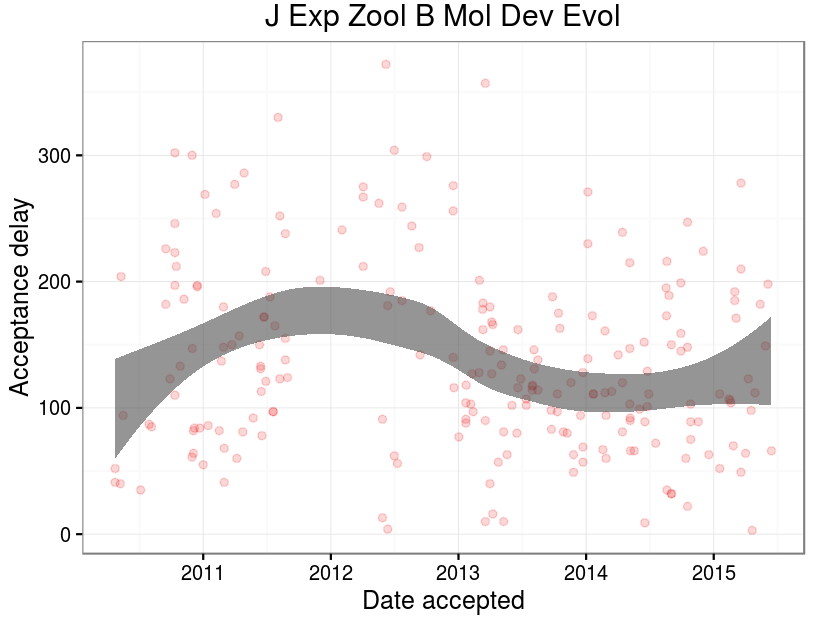 J Exp Zool B Mol Dev Evol
Acceptance delay
300
200
100
0
2011 2012 2013 2014 2015
Date accepted